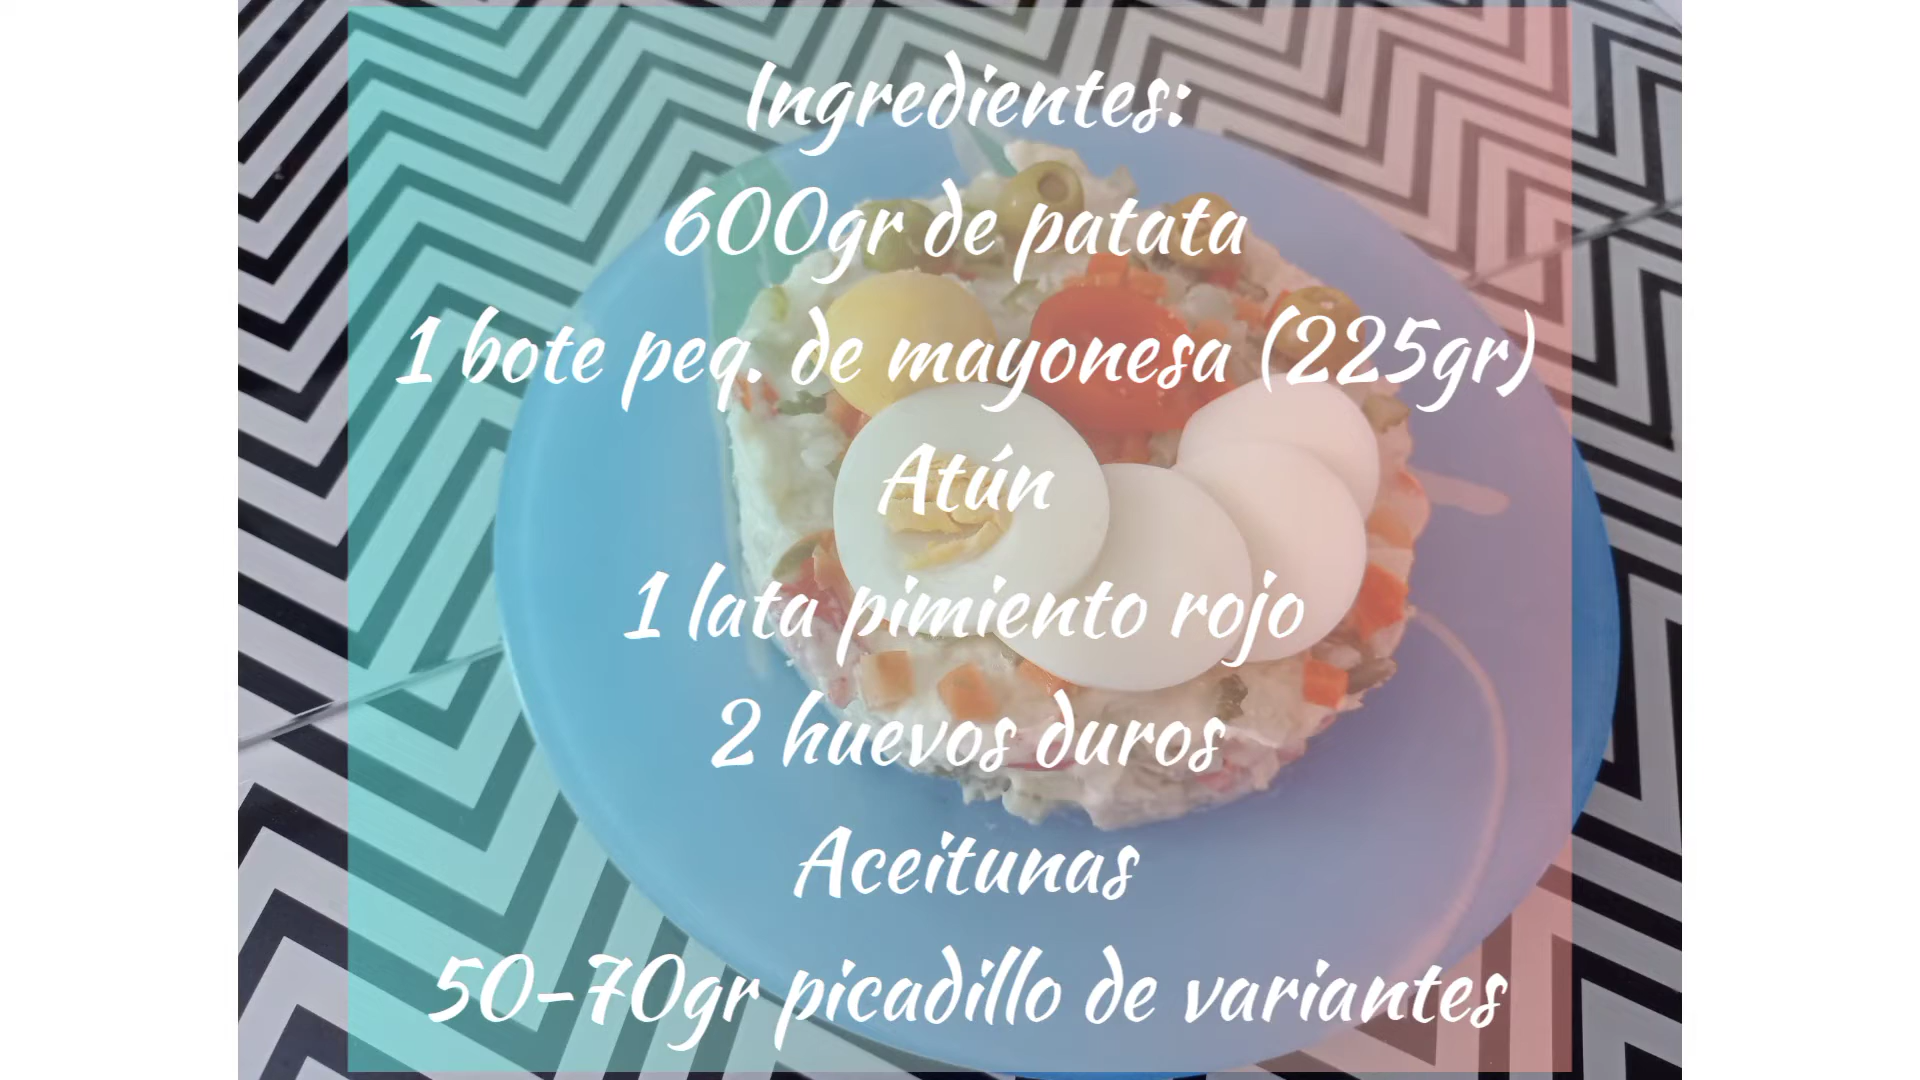 Ingredientes:
600gr de patata
1 bote peq. de mayonesa (225gr)
Atún
1 lata pimiento rojo
2 huevos duros
Aceitunas
50-70gr picadillo de variantes